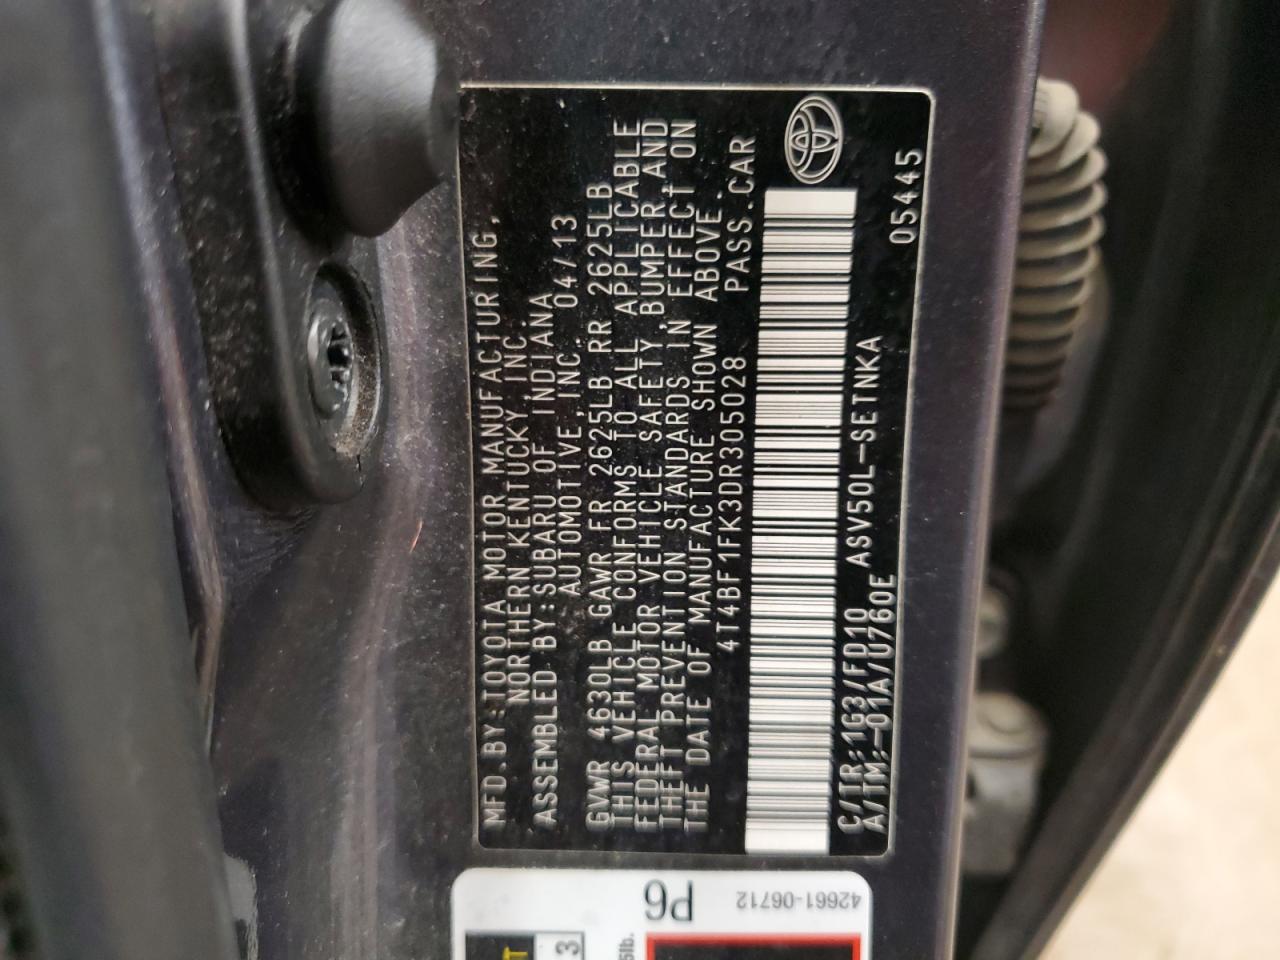 MFD.BY:TOYOTA MOTOR MANUFACTURING,
NORTHERN KENTUCKY,INC.
ASSEMBLED BY:SUBARU OF INDIANA
AUTOMOTIVE,INC. 04/13
GVWR 4630LB GAWR FR 2625LB RR 2625LB
THIS VEHICLE CONFORMS TO ALL APPLICABLE
FEDERAL MOTOR VEHICLE SAFETY,BUMPER,AND
THEFT PREVENTION STANDARDS IN EFFECT ON
THE DATE OF MANUFACTURE SHOWN ABOVE.
4T4BF1FK3DR305028 PASS.CAR
C/TR:1G3/FD10 ASV50L-SETNKA
A/TM:-01A/U760E 05445
P6
42661-06712
3
T
5lb.